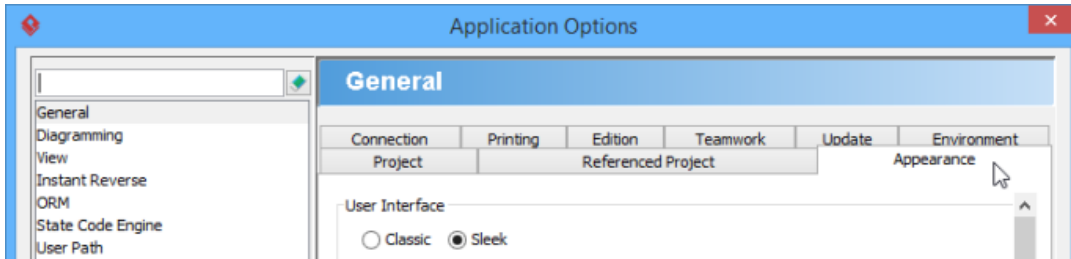 Application Options
General
Diagramming
View
Instant Reverse
ORM
State Code Engine
User Path
General
Connection Printing Edition Teamwork Update Environment
Project Referenced Project Appearance
User Interface
Classic Sleek